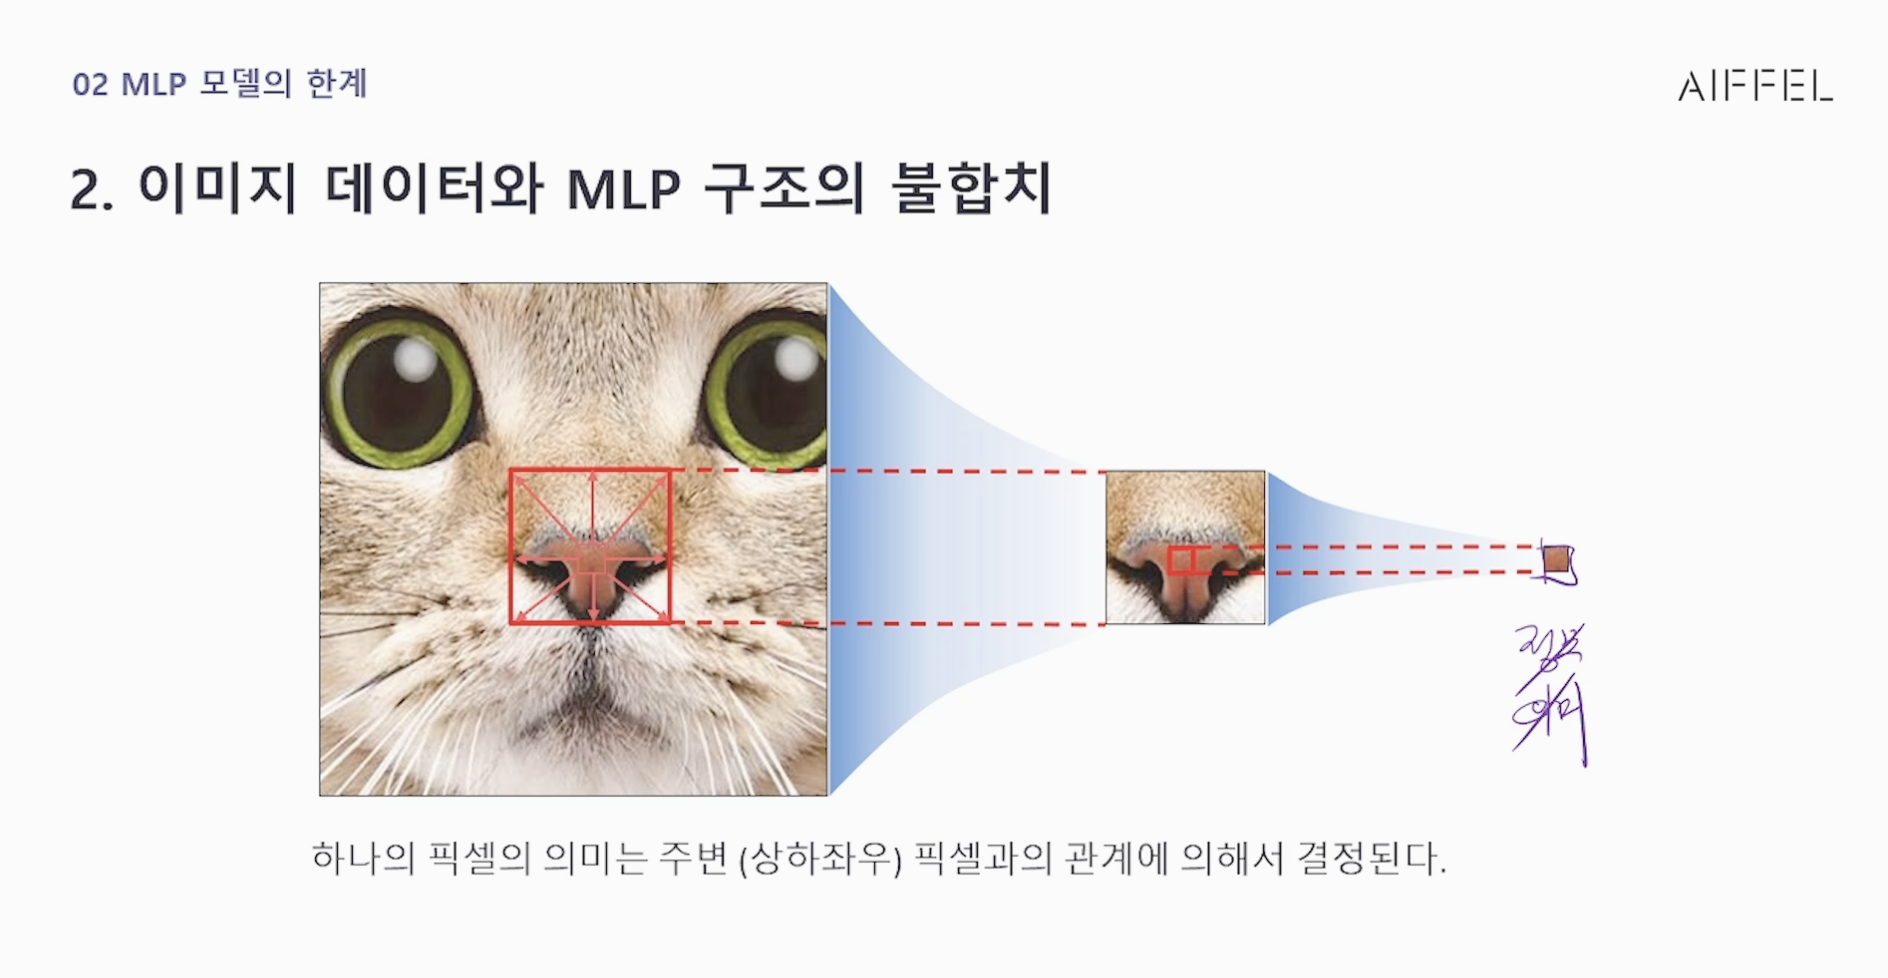 02 MLP 모델의 한계
AIFFEL
2. 이미지 데이터와 MLP 구조의 불합치
정보
의미
하나의 픽셀의 의미는 주변 (상하좌우) 픽셀과의 관계에 의해서 결정된다.